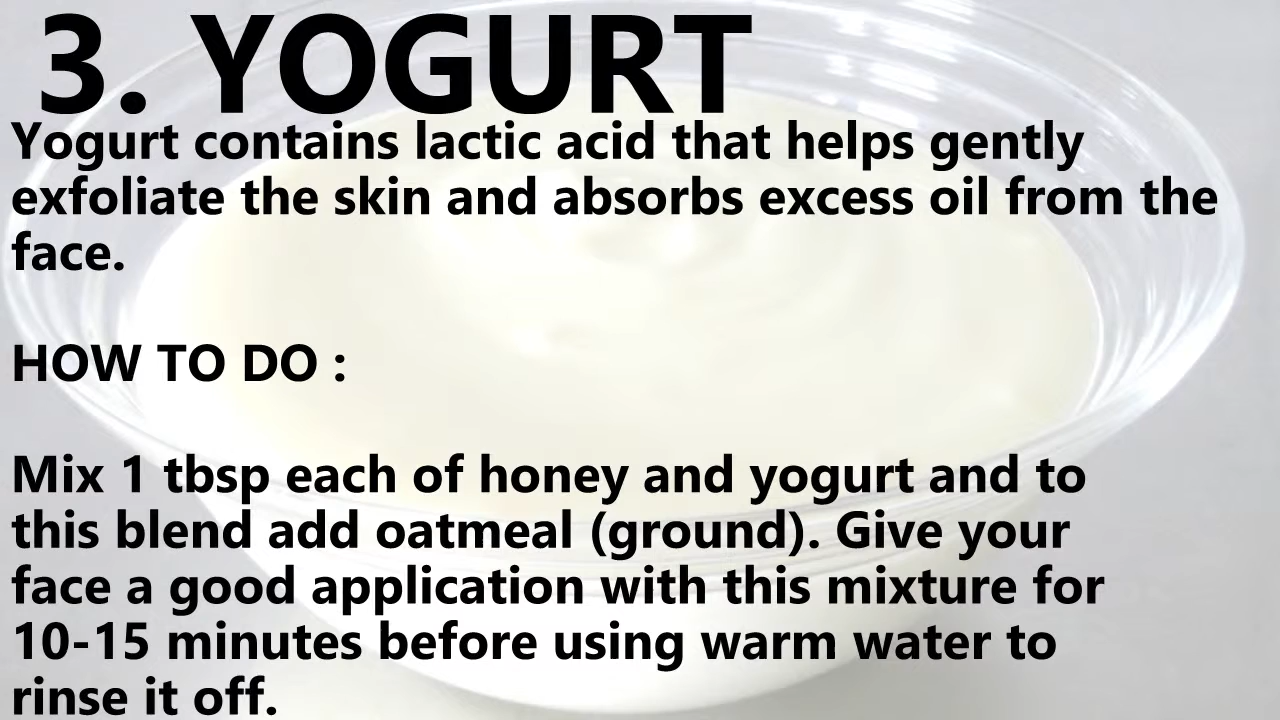 3. YOGURT
Yogurt contains lactic acid that helps gently
exfoliate the skin and absorbs excess oil from the
face.
HOW TO DO :
Mix 1 tbsp each of honey and yogurt and to
this blend add oatmeal (ground). Give your
face a good application with this mixture for
10-15 minutes before using warm water to
rinse it off.